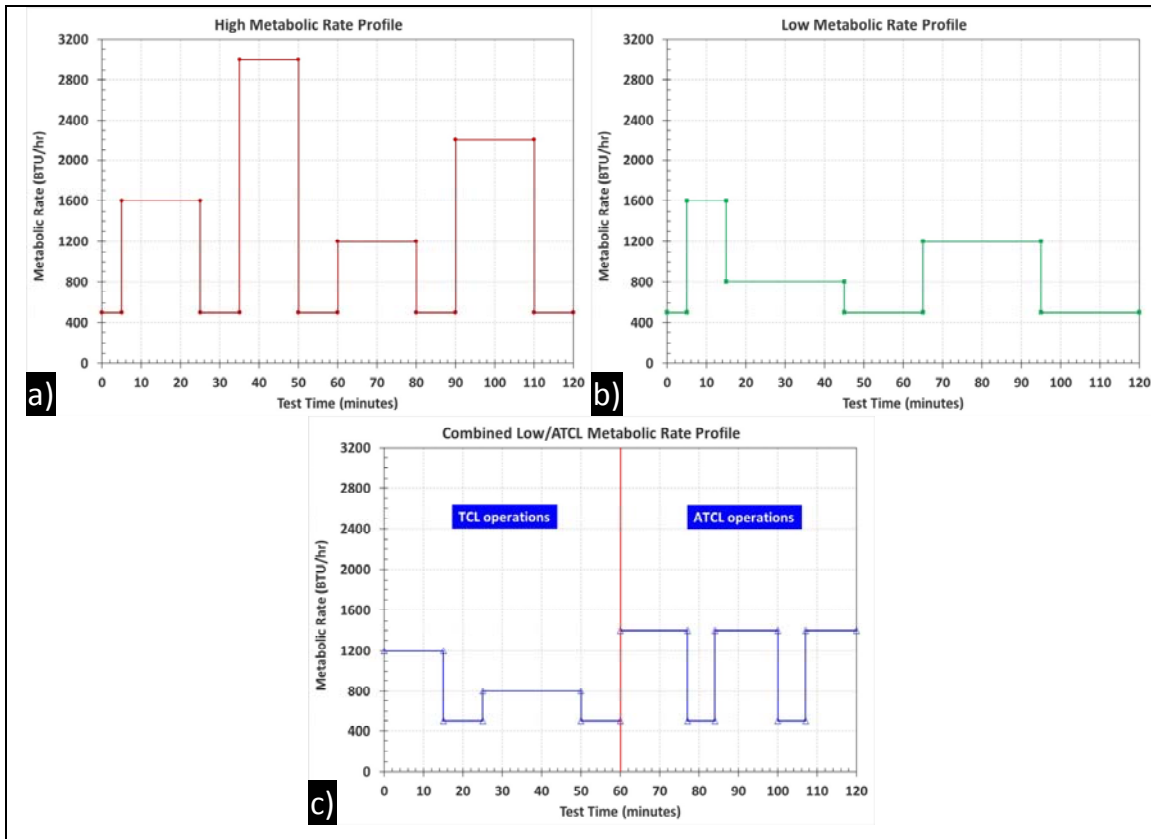 High Metabolic Rate Profile
3200
2800
2400
2000
1600
1200
800
400
0
Metabolic Rate (BTU/hr)
0 10 20 30 40 50 60 70 80 90 100 110 120
Test Time (minutes)
a)
Low Metabolic Rate Profile
3200
2800
2400
2000
1600
1200
800
400
0
Metabolic Rate (BTU/hr)
0 10 20 30 40 50 60 70 80 90 100 110 120
Test Time (minutes)
b)
Combined Low/ATCL Metabolic Rate Profile
3200
2800
2400
2000
1600
1200
800
400
0
Metabolic Rate (BTU/hr)
TCL operations
ATCL operations
0 10 20 30 40 50 60 70 80 90 100 110 120
Test Time (minutes)
c)